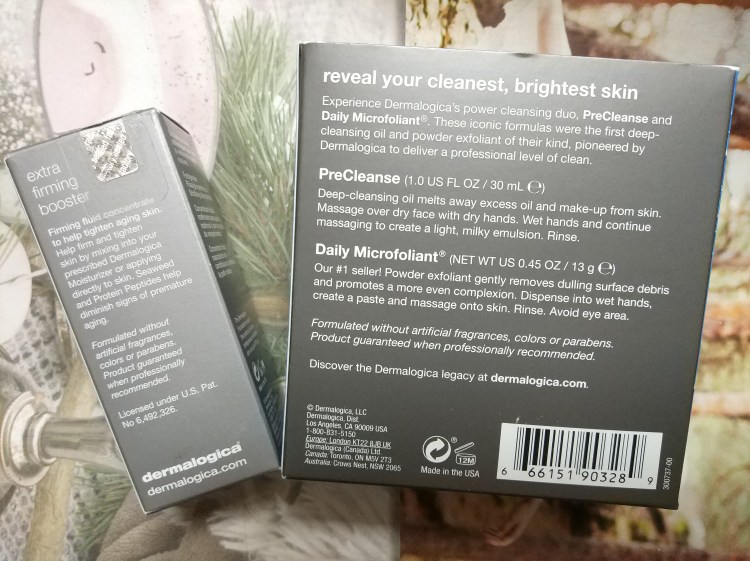 extra
firming
booster
Firming fluid concentrate
to help tighten aging skin.
Help firm and tighten
skin by mixing into your
prescribed Dermalogica
Moisturizer or applying
directly to skin. Seaweed
and Protein Peptides help
diminish signs of premature
aging.
Formulated without
artificial fragrances,
colors or parabens.
Product guaranteed
when professionally
recommended.
Licensed under U.S. Pat.
No 6,492,326.
dermalogica®
dermalogica.com
reveal your cleanest, brightest skin
Experience Dermalogica's power cleansing duo, PreCleanse and
Daily Microfoliant®. These iconic formulas were the first deep-
cleansing oil and powder exfoliant of their kind, pioneered by
Dermalogica to deliver a professional level of clean.
PreCleanse (1.0 US FL OZ / 30 mL ℮)
Deep-cleansing oil melts away excess oil and make-up from skin.
Massage over dry face with dry hands. Wet hands and continue
massaging to create a light, milky emulsion. Rinse.
Daily Microfoliant® (NET WT US 0.45 OZ / 13 g ℮)
Our #1 seller! Powder exfoliant gently removes dulling surface debris
and promotes a more even complexion. Dispense into wet hands,
create a paste and massage onto skin. Rinse. Avoid eye area.
Formulated without artificial fragrances, colors or parabens.
Product guaranteed when professionally recommended.
Discover the Dermalogica legacy at dermalogica.com.
© Dermalogica, LLC
Dermalogica, Dist.
Los Angeles, CA 90009 USA
1-800-831-5150
Europe: London KT22 8JB UK
Dermalogica (Canada) Ltd.
Canada: Toronto, ON M5V 2T3
Australia: Crows Nest, NSW 2065
12M
Made in the USA
6 66151 90328 9
300737-00